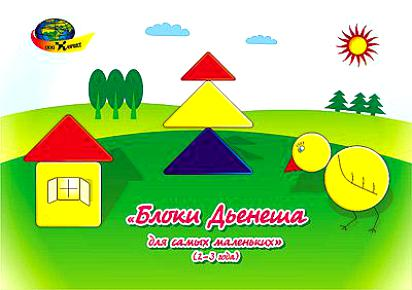 «Блоки Дьенеша
для самых маленьких»
(2-3 года)